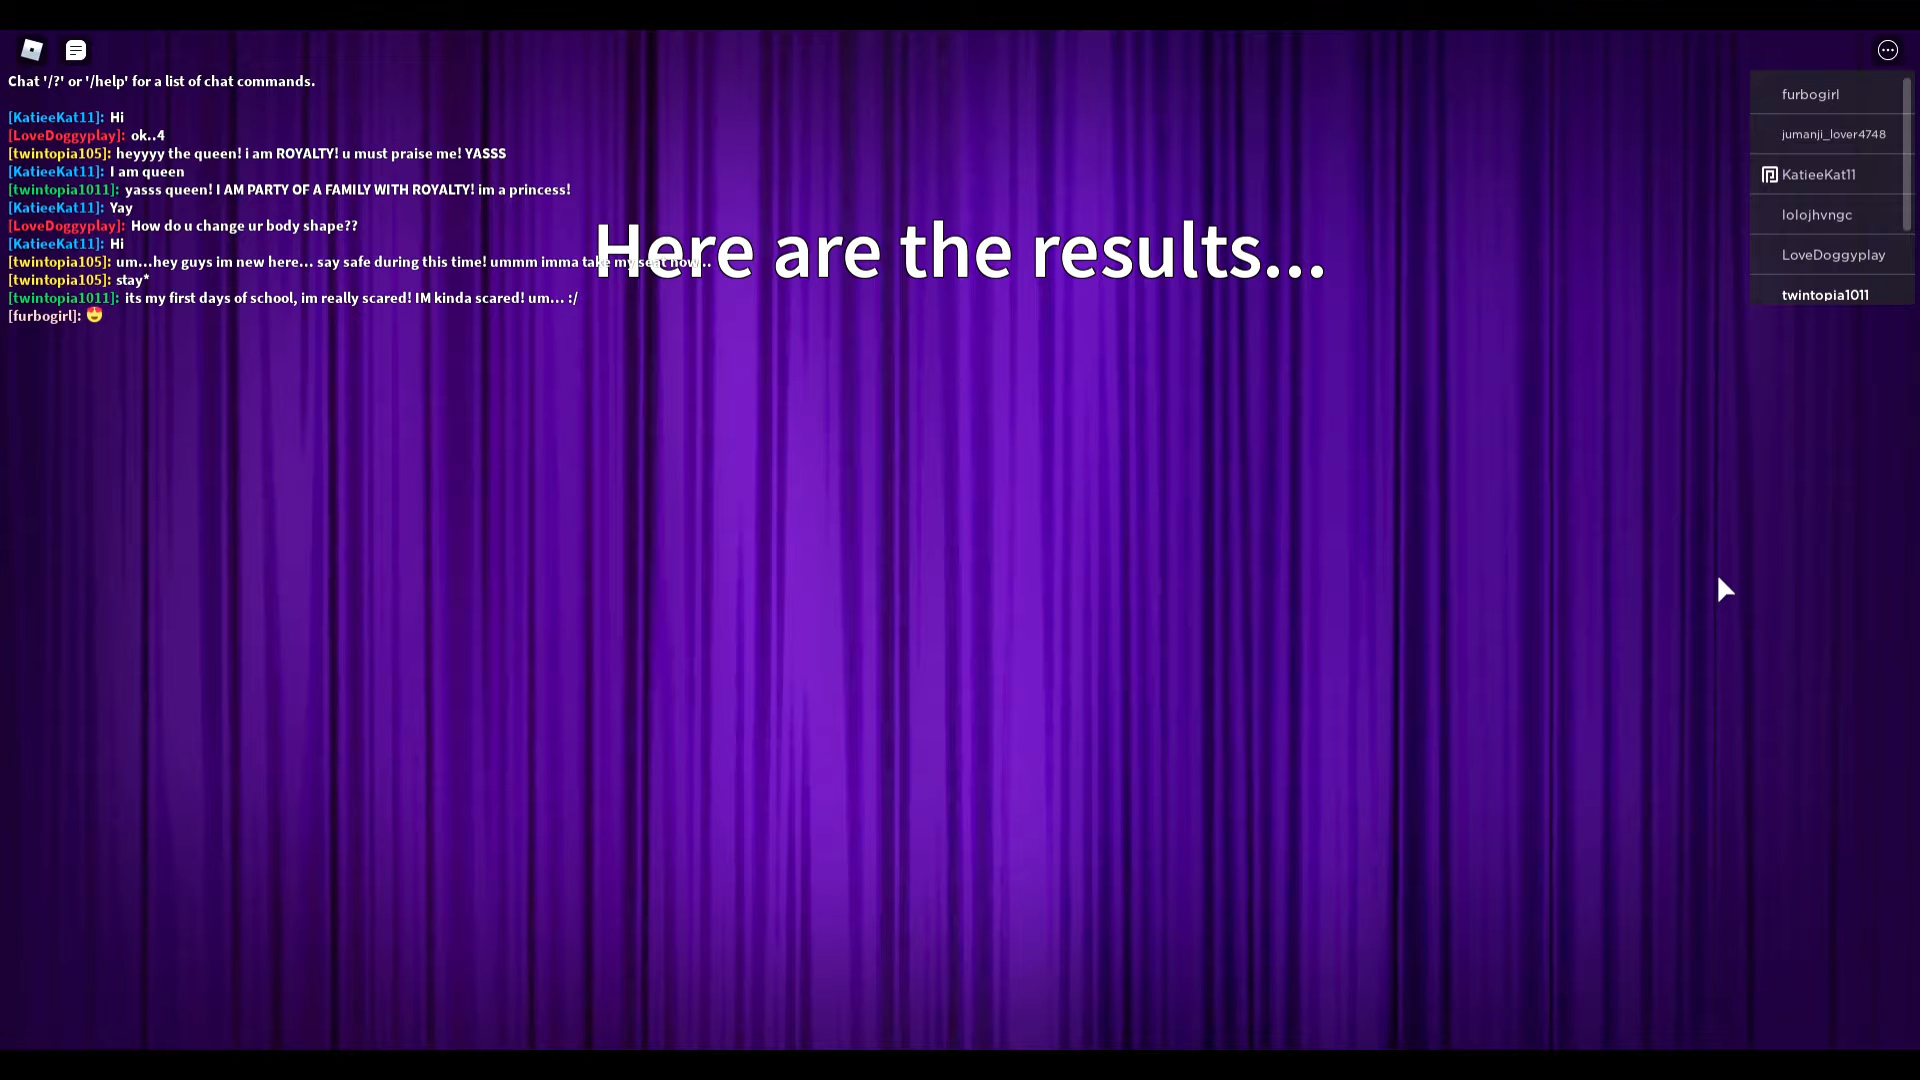 Chat '/?' or '/help' for a list of chat commands.
[KatieeKat11]: Hi
[LoveDoggyplay]: ok..4
[twintopia105]: heyyyy the queen! i am ROYALTY! u must praise me! YASSS
[KatieeKat11]: I am queen
[twintopia1011]: yasss queen! I AM PARTY OF A FAMILY WITH ROYALTY! im a princess!
[KatieeKat11]: Yay
[LoveDoggyplay]: How do u change ur body shape??
[KatieeKat11]: Hi
[twintopia105]: um...hey guys im new here... say safe during this time! ummm imma take my seat now...
[twintopia105]: stay*
[twintopia1011]: its my first days of school, im really scared! IM kinda scared! um... :/
[furbogirl]: 😍
Here are the results...
furbogirl
jumanji_lover4748
KatieeKat11
lolojhvngc
LoveDoggyplay
twintopia1011